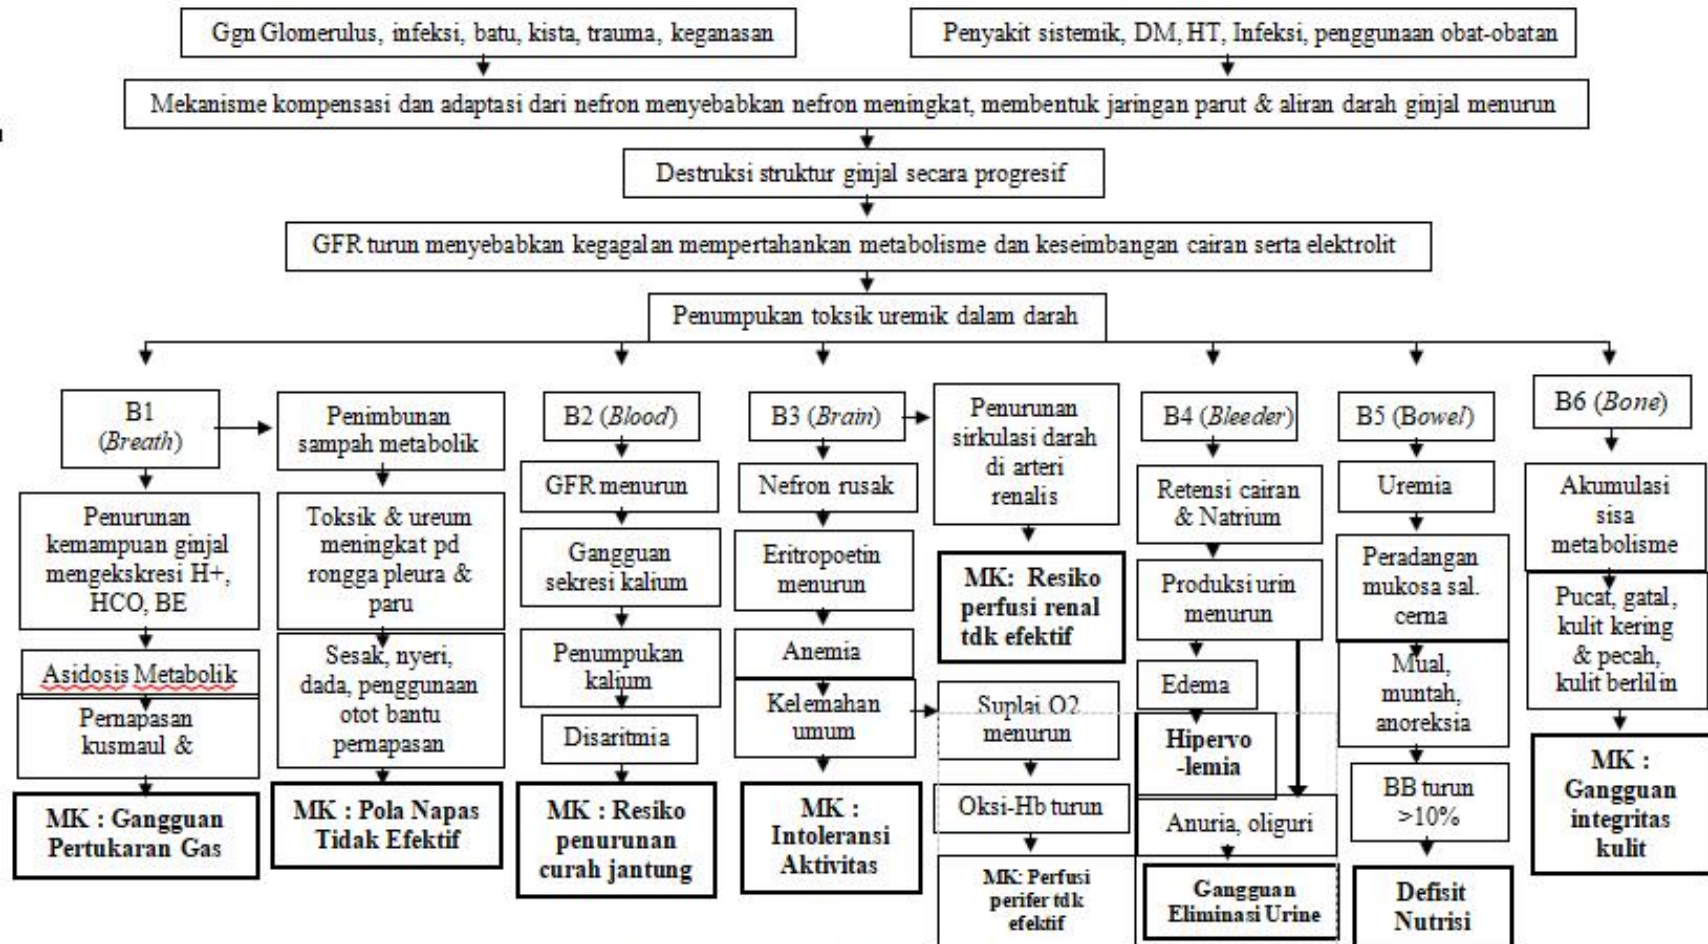 Ggn Glomerulus, infeksi, batu, kista, trauma, keganasan
Penyakit sistemik, DM, HT, Infeksi, penggunaan obat-obatan
Mekanisme kompensasi dan adaptasi dari nefron menyebabkan nefron meningkat, membentuk jaringan parut & aliran darah ginjal menurun
Destruksi struktur ginjal secara progresif
GFR turun menyebabkan kegagalan mempertahankan metabolisme dan keseimbangan cairan serta elektrolit
Penumpukan toksik uremik dalam darah
B1
(Breath)
Penurunan
kemampuan ginjal
mengekskresi H+,
HCO, BE
Asidosis Metabolik
Pernapasan
kusmaul &
MK : Gangguan
Pertukaran Gas
Penimbunan
sampah metabolik
Toksik & ureum
meningkat pd
rongga pleura &
paru
Sesak, nyeri,
dada, penggunaan
otot bantu
pernapasan
MK : Pola Napas
Tidak Efektif
B2 (Blood)
GFR menurun
Gangguan
sekresi kalium
Penumpukan
kalium
Disaritmia
MK : Resiko
penurunan
curah jantung
B3 (Brain)
Nefron rusak
Eritropoetin
menurun
Anemia
Kelemahan
umum
MK :
Intoleransi
Aktivitas
Penurunan
sirkulasi darah
di arteri
renalis
MK: Resiko
perfusi renal
tdk efektif
Suplai O2
menurun
Oksi-Hb turun
MK: Perfusi
perifer tdk
efektif
B4 (Bleeder)
Retensi cairan
& Natrium
Produksi urin
menurun
Edema
Hipervo
-lemia
Anuria, oliguri
Gangguan
Eliminasi Urine
B5 (Bowel)
Uremia
Peradangan
mukosa sal.
cerna
Mual,
muntah,
anoreksia
BB turun
>10%
Defisit
Nutrisi
B6 (Bone)
Akumulasi
sisa
metabolisme
Pucat, gatal,
kulit kering
& pecah,
kulit berlilin
MK :
Gangguan
integritas
kulit